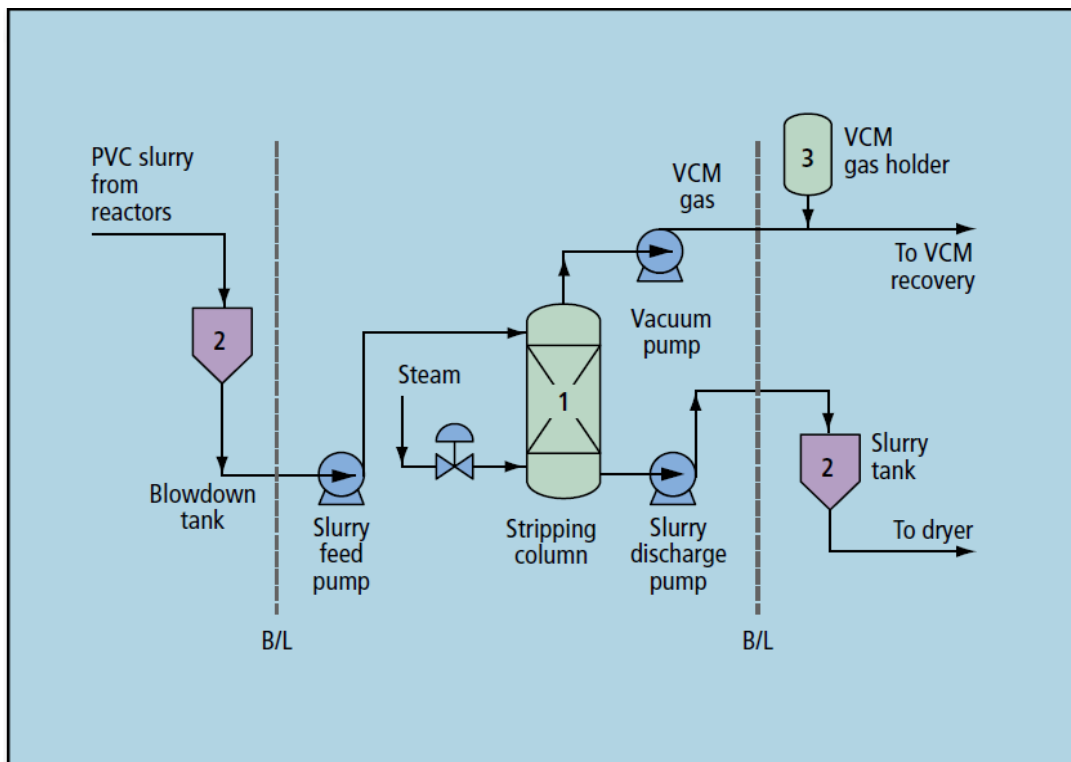 PVC slurry
from
reactors
2
Blowdown
tank
B/L
Slurry
feed
pump
Steam
1
Stripping
column
VCM
gas
Vacuum
pump
Slurry
discharge
pump
3
VCM
gas holder
To VCM
recovery
2
Slurry
tank
To dryer
B/L